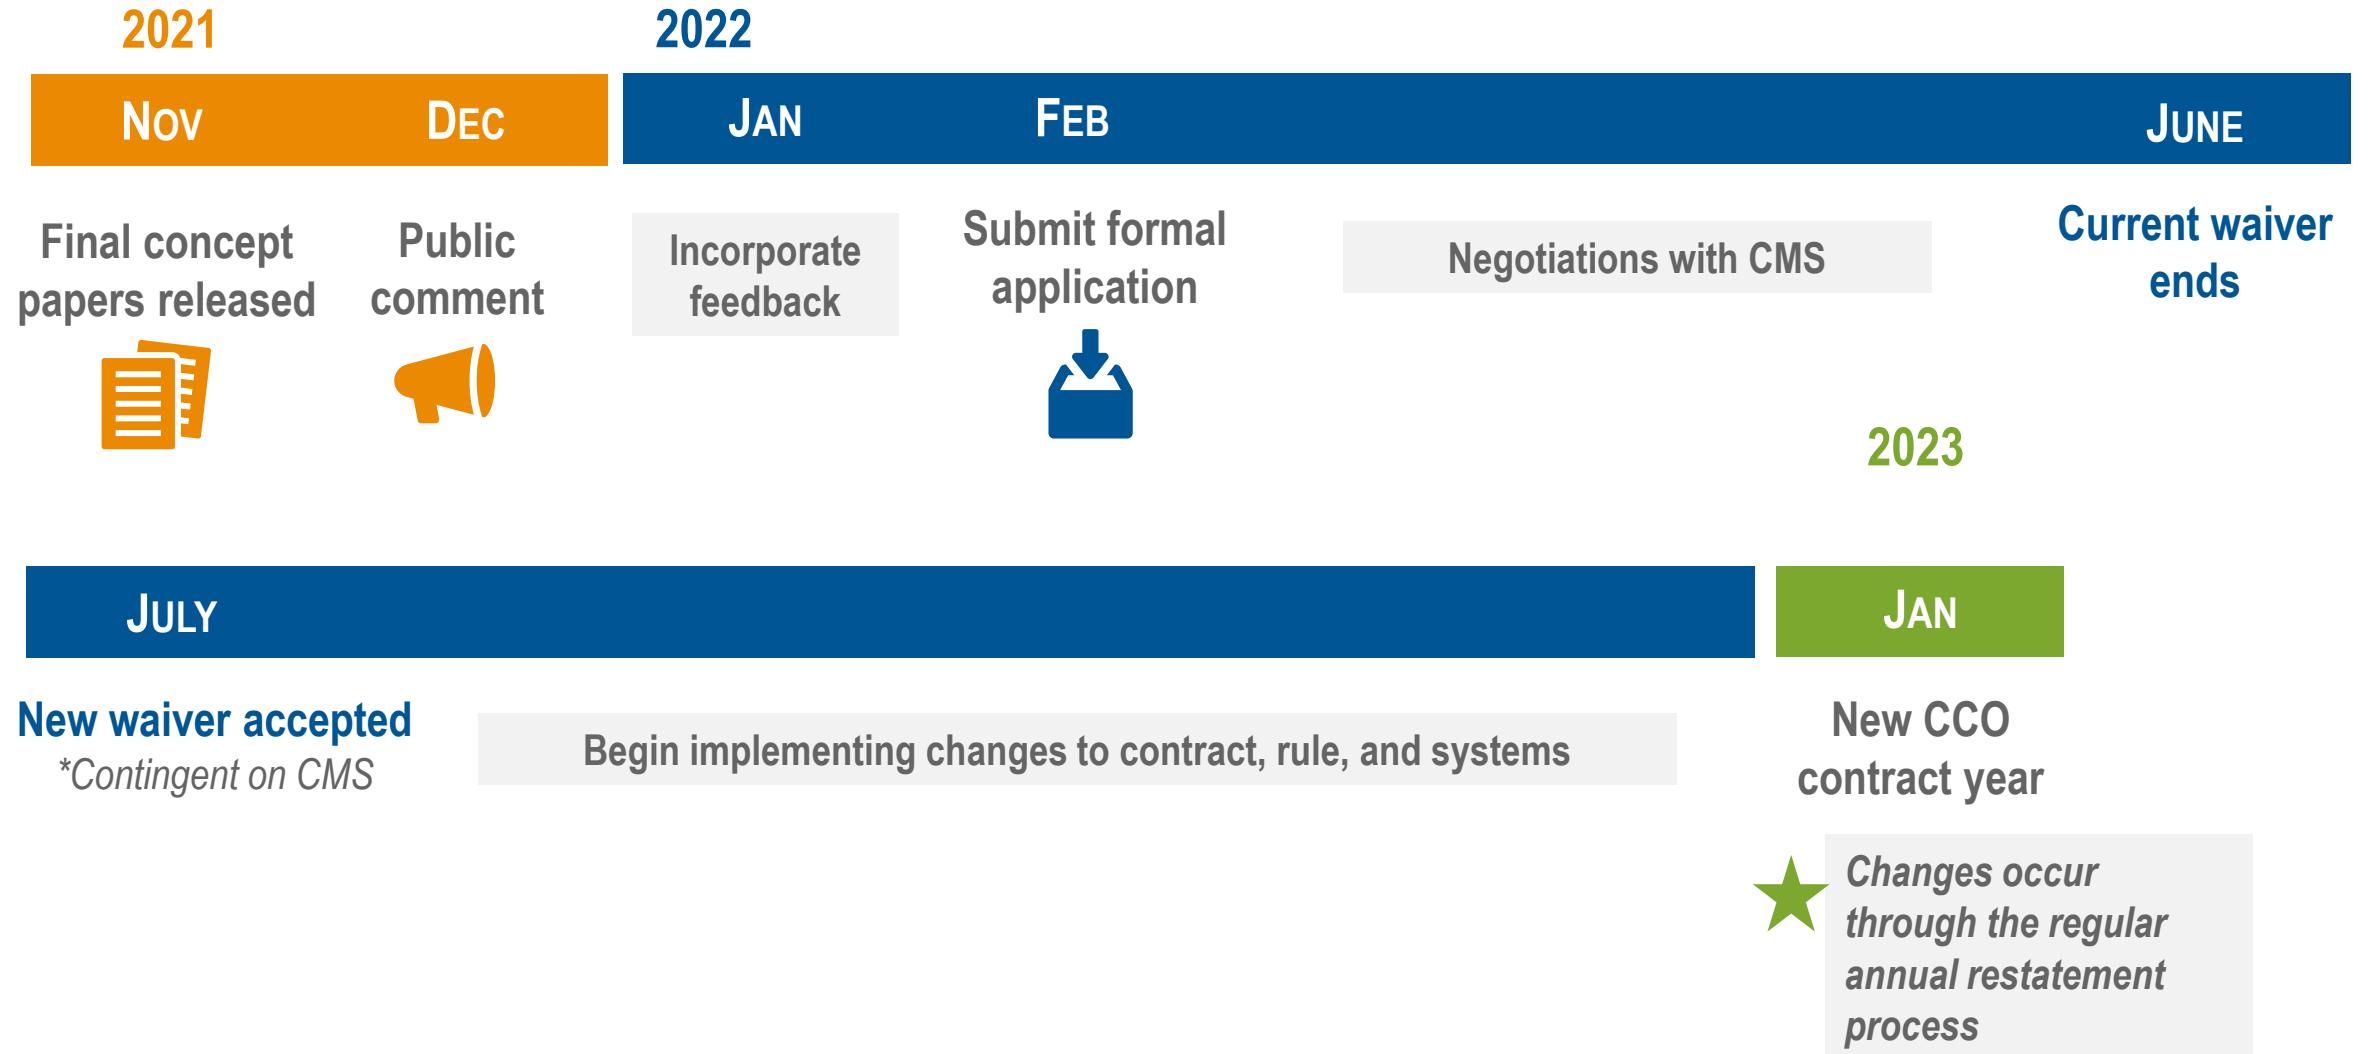 2021
2022
NOV
DEC
JAN
FEB
JUNE
Final concept
papers released
Public
comment
Incorporate
feedback
Submit formal
application
Negotiations with CMS
Current waiver
ends
2023
JULY
JAN
New waiver accepted
*Contingent on CMS
Begin implementing changes to contract, rule, and systems
New CCO
contract year
Changes occur
through the regular
annual restatement
process